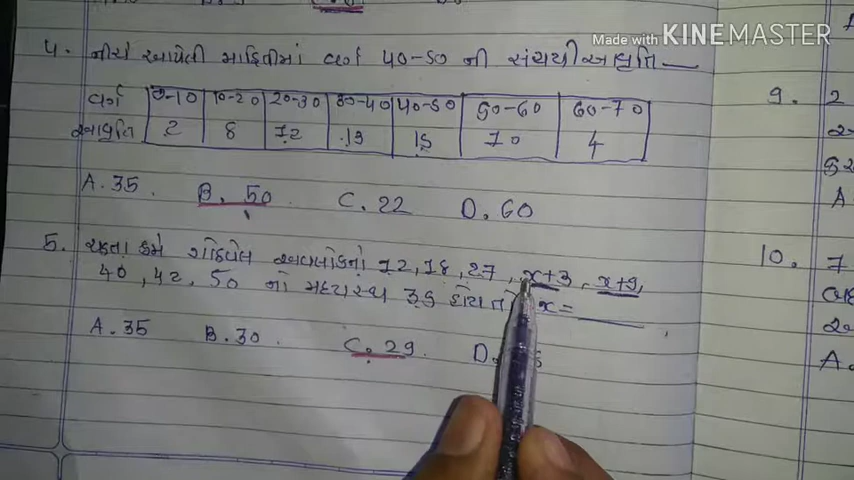 Made with KINEMASTER
૪. નીચે આપેલી માહિતીમાં વર્ગ 40-50 ની સંચયી આવૃતિ
વર્ગ 0-10 10-20 20-30 30-40 40-50 50-60 60-70
આવૃતિ 2 8 12 13 15 10 4
A. 35 B. 50 C. 22 D. 60
5. ચઢતા ક્રમે ગોઠવેલ અવલોકનો 12, 18, 27, x+3, x+9,
40, 42, 50 નો મધ્યસ્થ હોય તો x =
A. 35 B. 30 C. 29 D.
9. 2
10. 7
A
A.